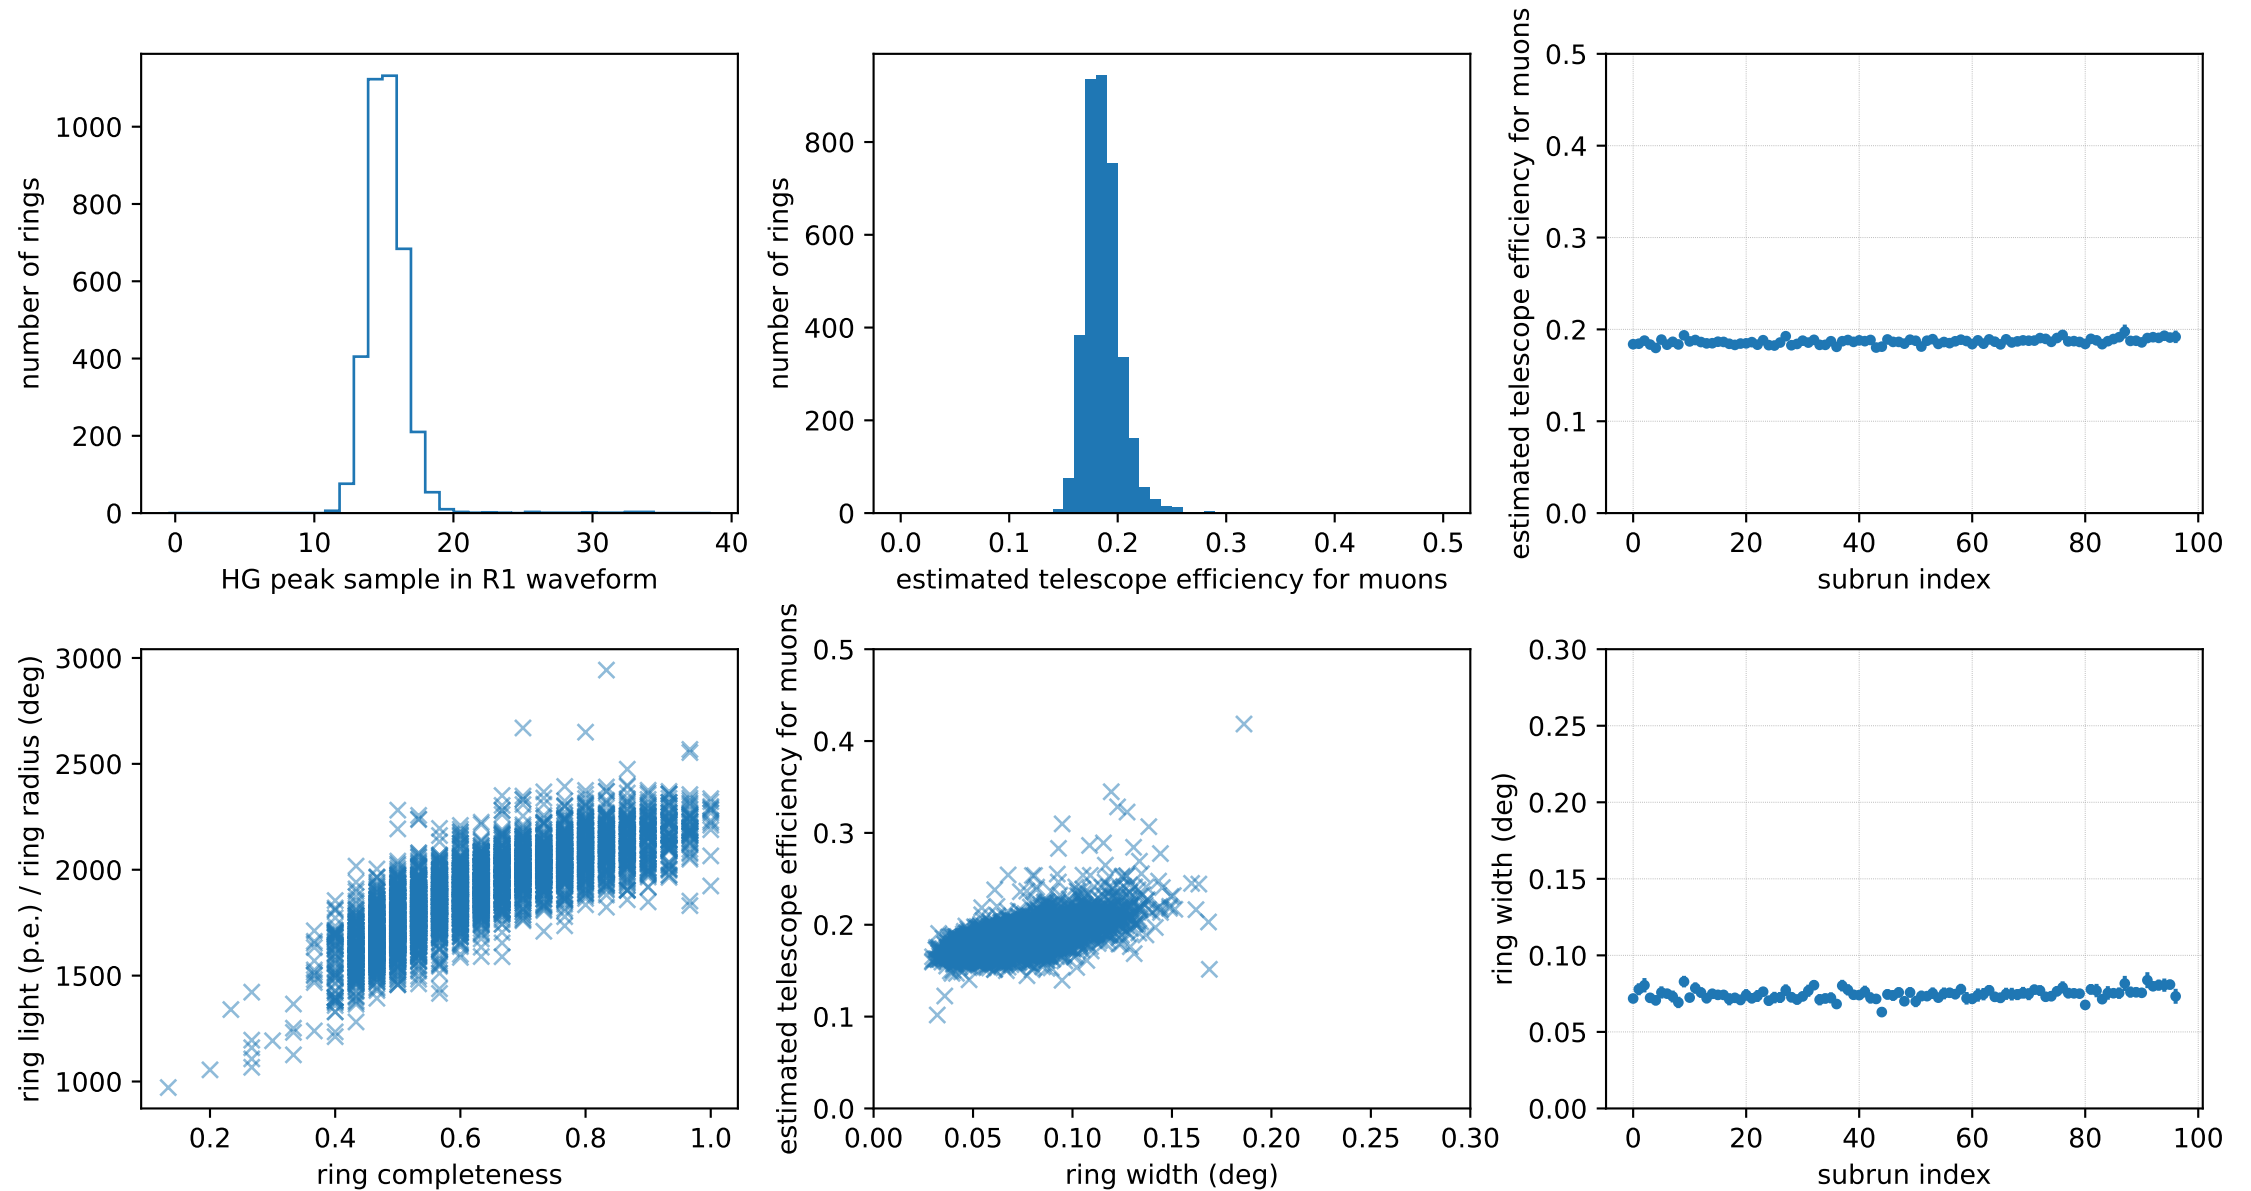 number of rings
1000
800
600
400
200
0
0 10 20 30 40
HG peak sample in R1 waveform
number of rings
800
600
400
200
0
0.0 0.1 0.2 0.3 0.4 0.5
estimated telescope efficiency for muons
estimated telescope efficiency for muons
0.5
0.4
0.3
0.2
0.1
0.0
0 20 40 60 80 100
subrun index
ring light (p.e.) / ring radius (deg)
3000
2500
2000
1500
1000
0.2 0.4 0.6 0.8 1.0
ring completeness
estimated telescope efficiency for muons
0.5
0.4
0.3
0.2
0.1
0.0
0.00 0.05 0.10 0.15 0.20 0.25 0.30
ring width (deg)
ring width (deg)
0.30
0.25
0.20
0.15
0.10
0.05
0.00
0 20 40 60 80 100
subrun index